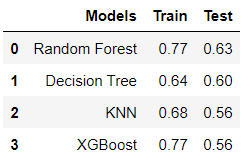 Models Train Test
0 Random Forest 0.77 0.63
1 Decision Tree 0.64 0.60
2 KNN 0.68 0.56
3 XGBoost 0.77 0.56